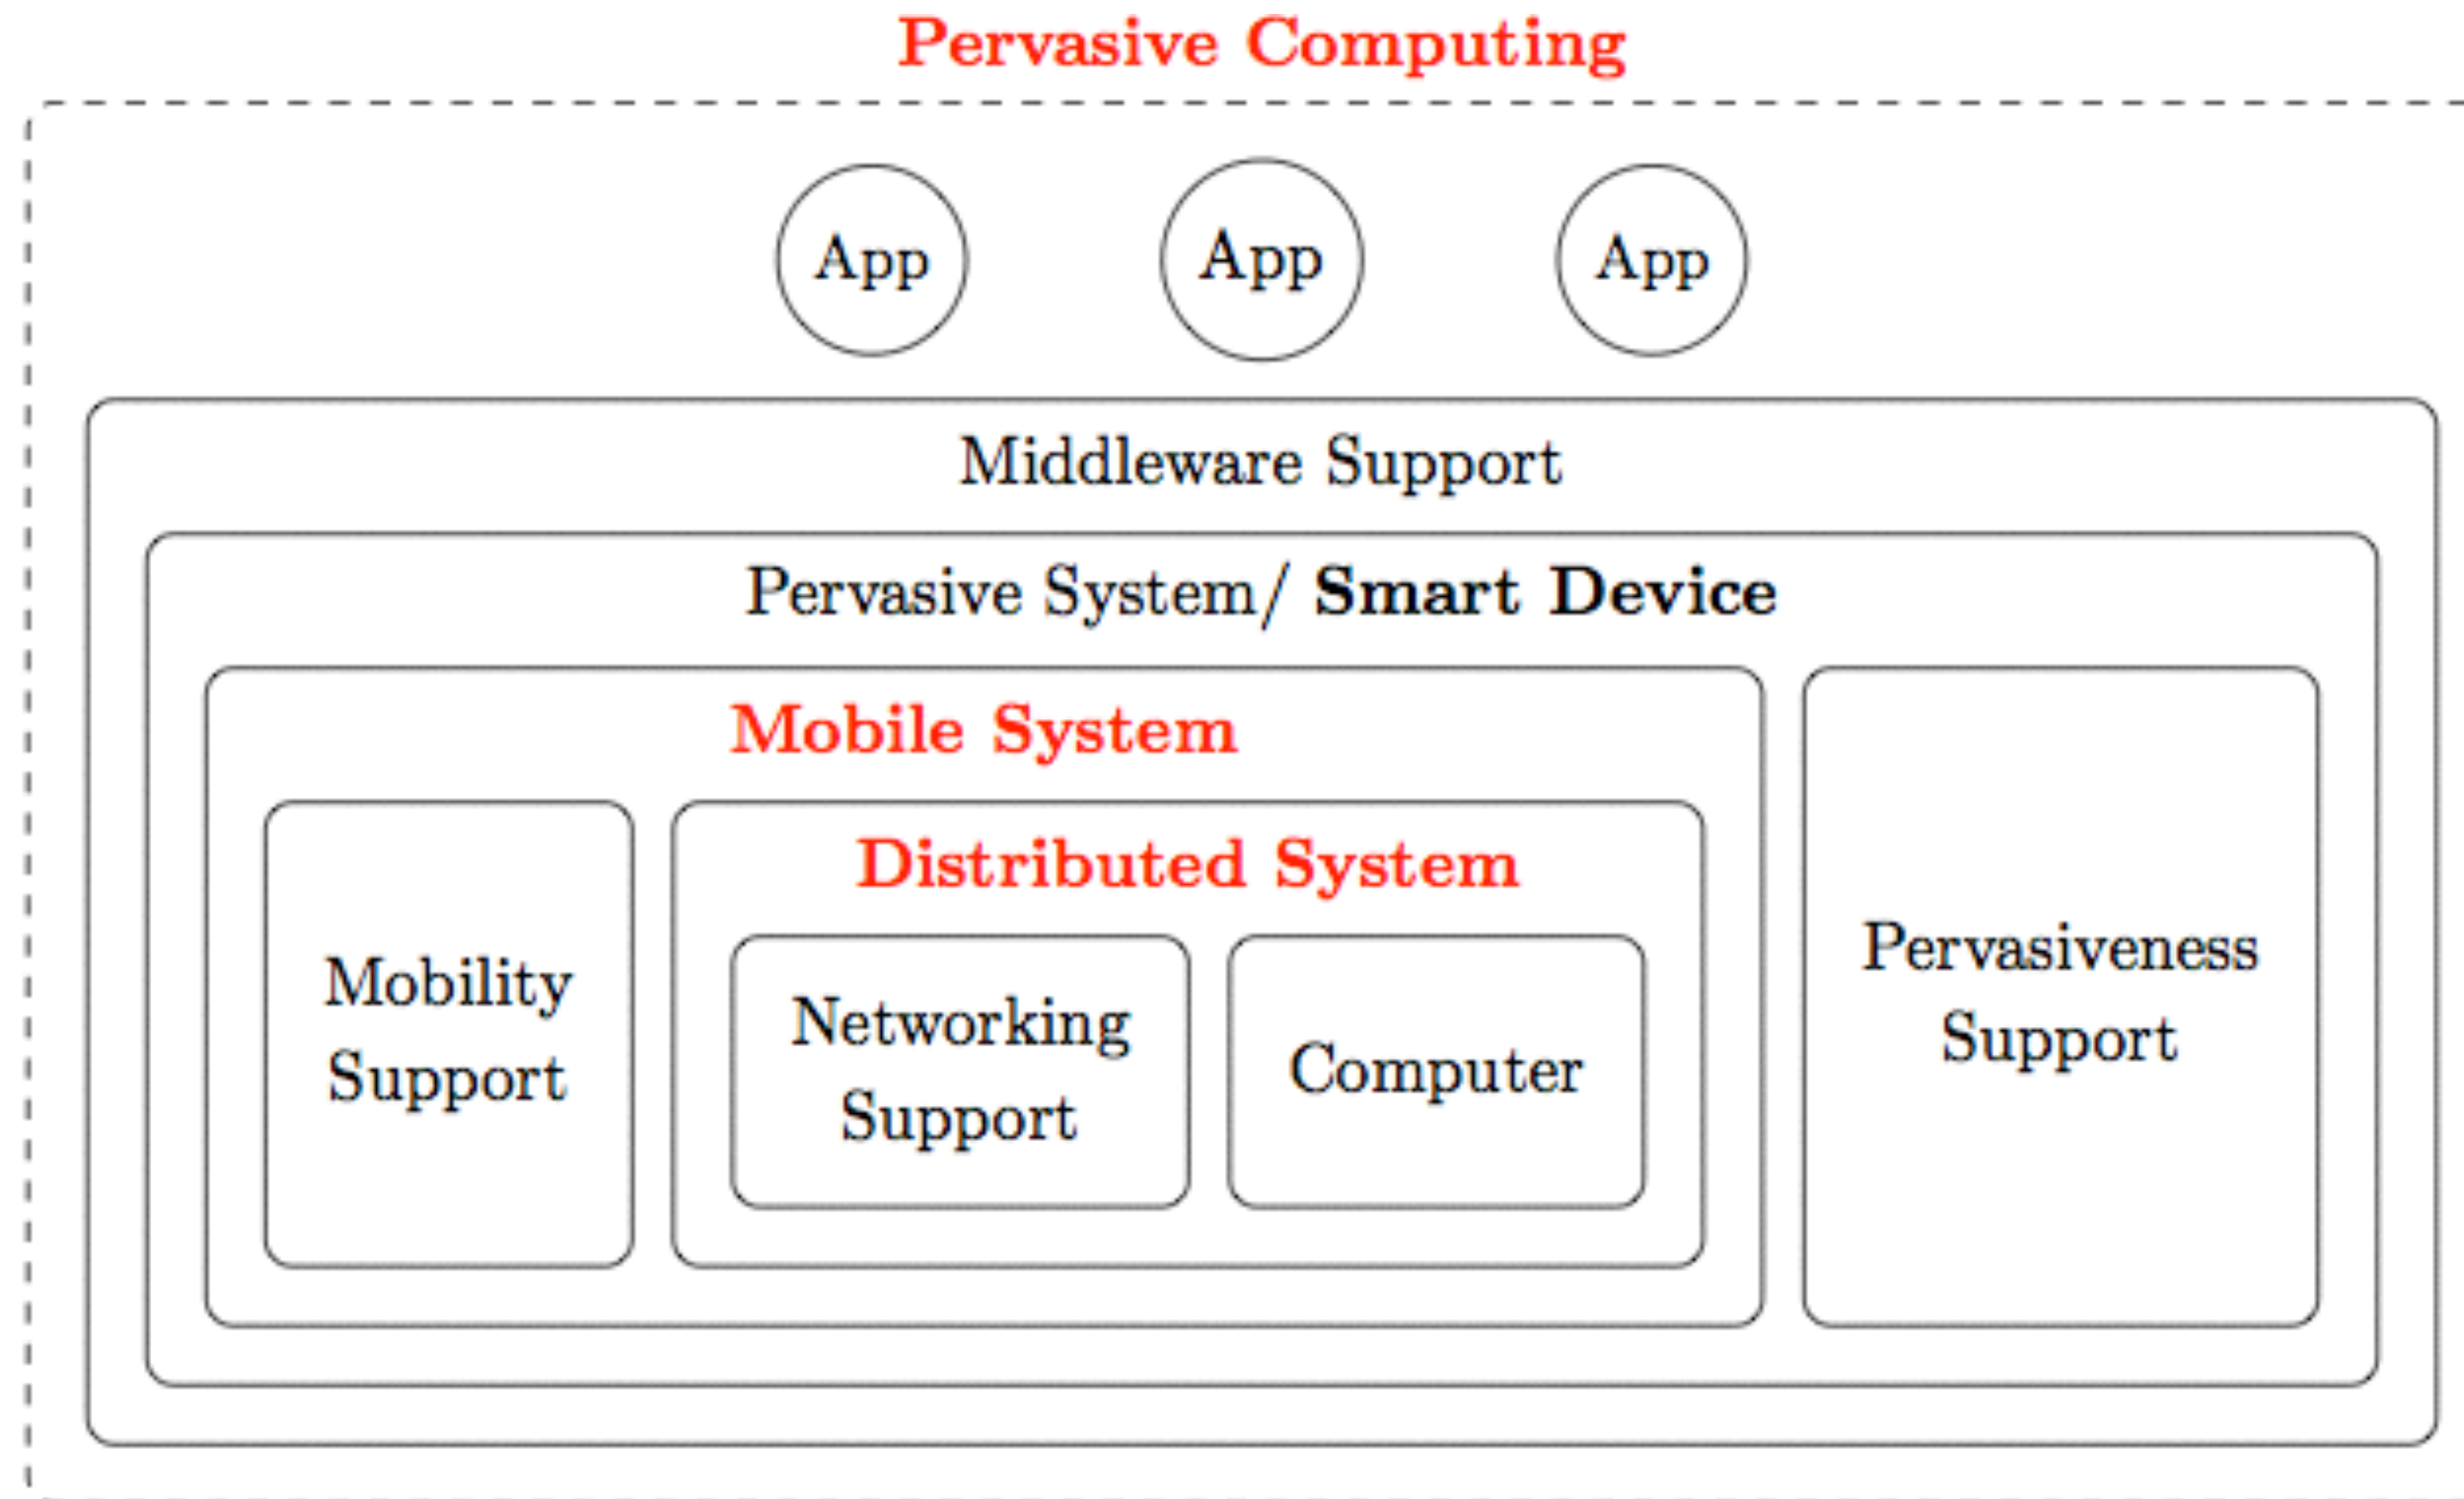 Pervasive Computing
App App App
Middleware Support
Pervasive System/ Smart Device
Mobile System
Mobility
Support
Distributed System
Networking
Support
Computer
Pervasiveness
Support